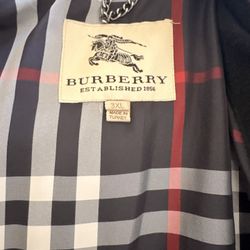 BURBERRY
ESTABLISHED 1856
3XL
MADE IN
TURKEY